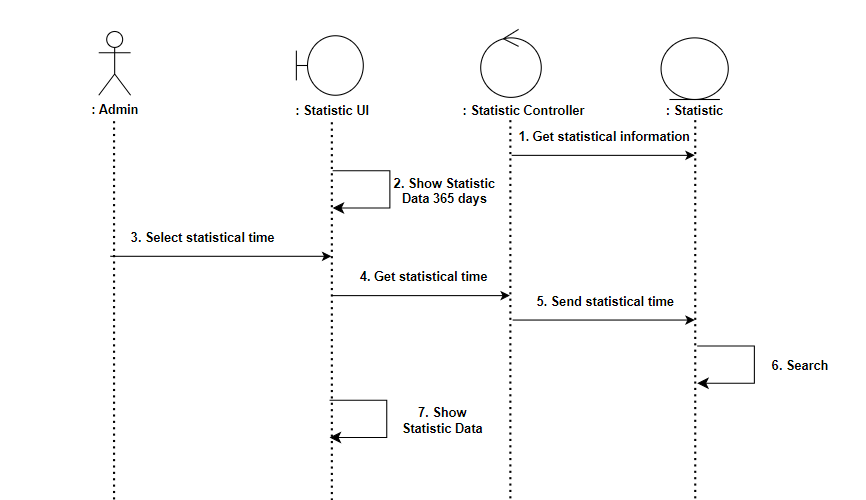 : Admin
: Statistic UI
: Statistic Controller
: Statistic
1. Get statistical information
2. Show Statistic
Data 365 days
3. Select statistical time
4. Get statistical time
5. Send statistical time
6. Search
7. Show
Statistic Data